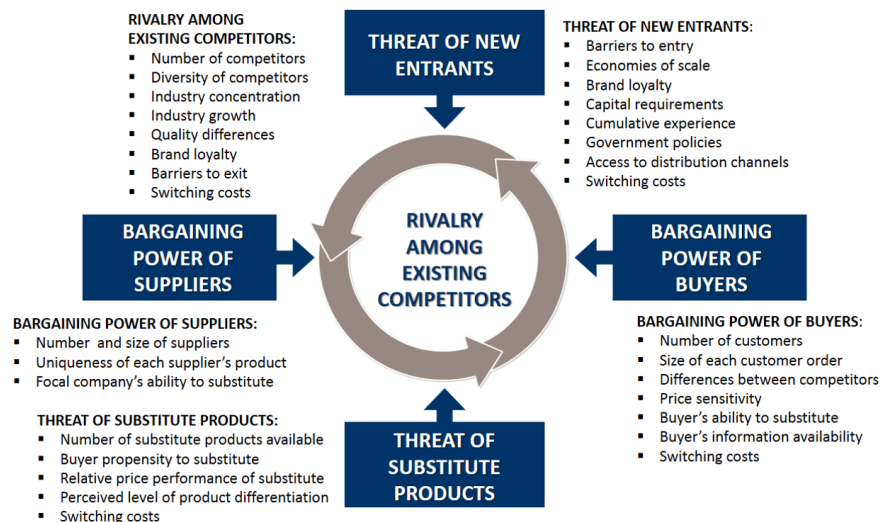 RIVALRY AMONG
EXISTING COMPETITORS:
▪ Number of competitors
▪ Diversity of competitors
▪ Industry concentration
▪ Industry growth
▪ Quality differences
▪ Brand loyalty
▪ Barriers to exit
▪ Switching costs
THREAT OF NEW
ENTRANTS
THREAT OF NEW ENTRANTS:
▪ Barriers to entry
▪ Economies of scale
▪ Brand loyalty
▪ Capital requirements
▪ Cumulative experience
▪ Government policies
▪ Access to distribution channels
▪ Switching costs
BARGAINING
POWER OF
SUPPLIERS
RIVALRY
AMONG
EXISTING
COMPETITORS
BARGAINING
POWER OF
BUYERS
BARGAINING POWER OF SUPPLIERS:
▪ Number and size of suppliers
▪ Uniqueness of each supplier’s product
▪ Focal company’s ability to substitute
BARGAINING POWER OF BUYERS:
▪ Number of customers
▪ Size of each customer order
▪ Differences between competitors
▪ Price sensitivity
▪ Buyer’s ability to substitute
▪ Buyer’s information availability
▪ Switching costs
THREAT OF SUBSTITUTE PRODUCTS:
▪ Number of substitute products available
▪ Buyer propensity to substitute
▪ Relative price performance of substitute
▪ Perceived level of product differentiation
▪ Switching costs
THREAT OF
SUBSTITUTE
PRODUCTS